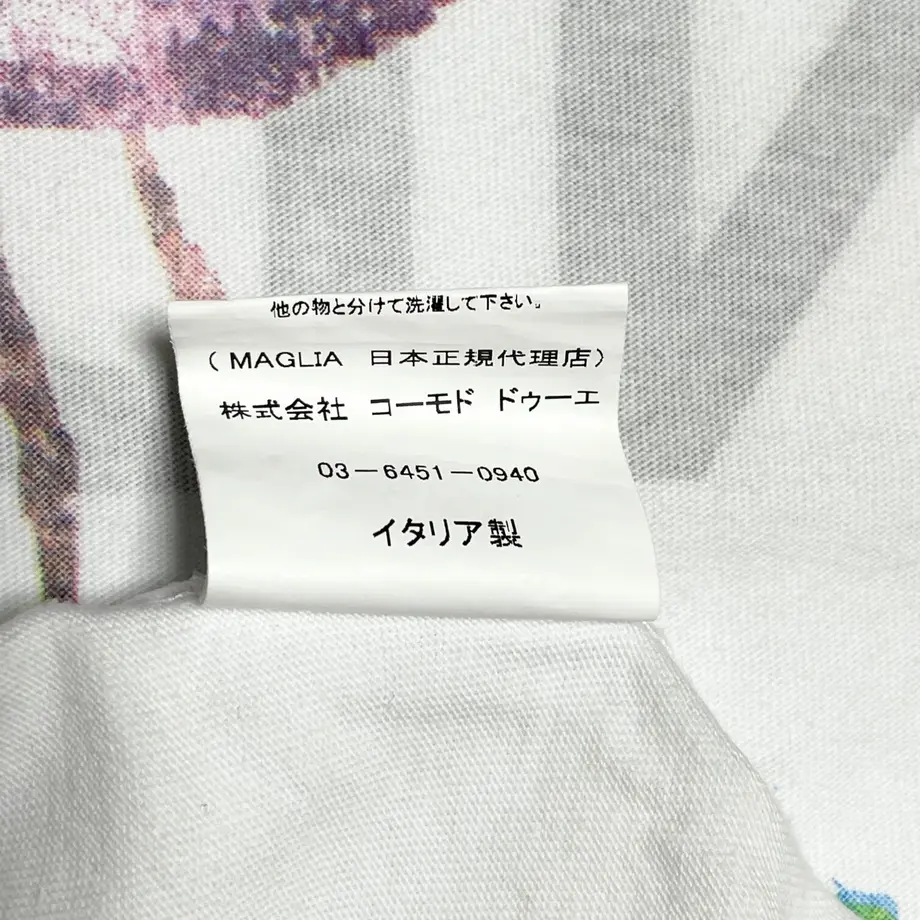 他の物と分けて洗濯して下さい。
(MAGLIA 日本正規代理店)
株式会社 コーモド ドゥーエ
03-6451-0940
イタリア製